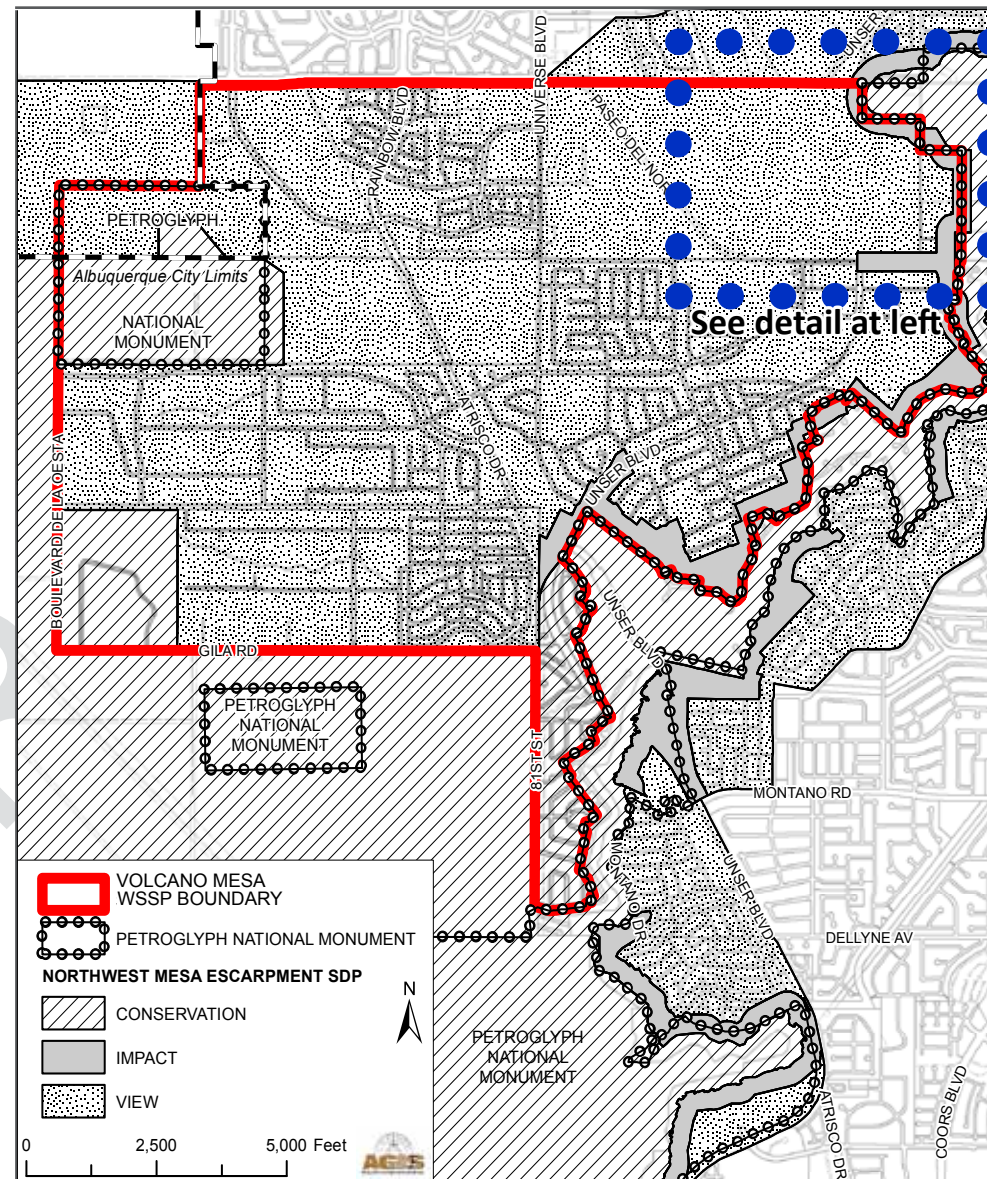 UNSER
UNIVERSE BLVD
RAINBOW BLVD
PASEO DEL NOR
PETROGLYPH
Albuquerque City Limits
NATIONAL
MONUMENT
See detail at left
ATRISCO DR
UNSER BLVD
BOULEVARD DE LA OESTA
UNSER BLVD
GILA RD
PETROGLYPH
NATIONAL
MONUMENT
81ST ST
MONTANO RD
UNSER BLVD
DELLYNE AV
PETROGLYPH
NATIONAL
MONUMENT
ATRISCO DR
COORS BLVD
VOLCANO MESA
WSSP BOUNDARY
PETROGLYPH NATIONAL MONUMENT
NORTHWEST MESA ESCARPMENT SDP
CONSERVATION
IMPACT
VIEW
N
0 2,500 5,000 Feet
AGIS